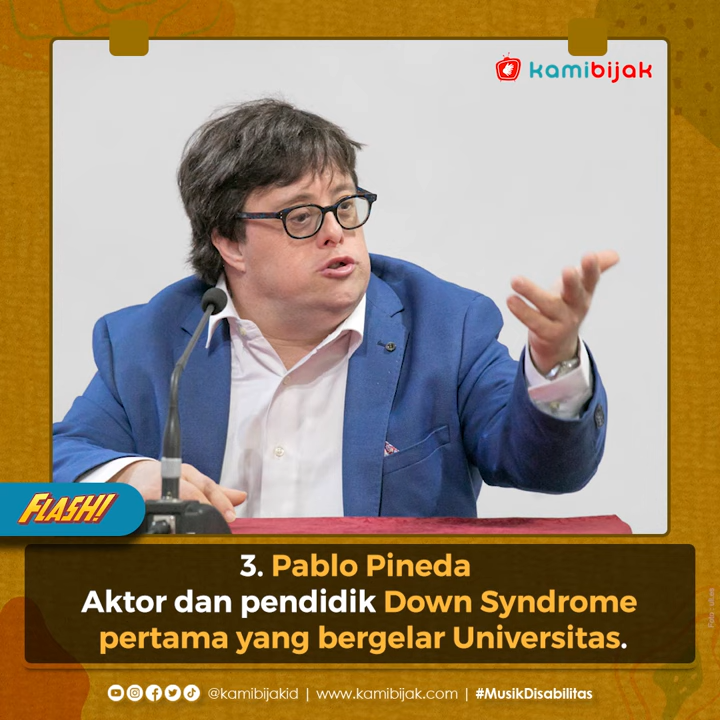 kamibijak
FLASH!
3. Pablo Pineda
Aktor dan pendidik Down Syndrome
pertama yang bergelar Universitas.
@kamibijakid | www.kamibijak.com | #MusikDisabilitas